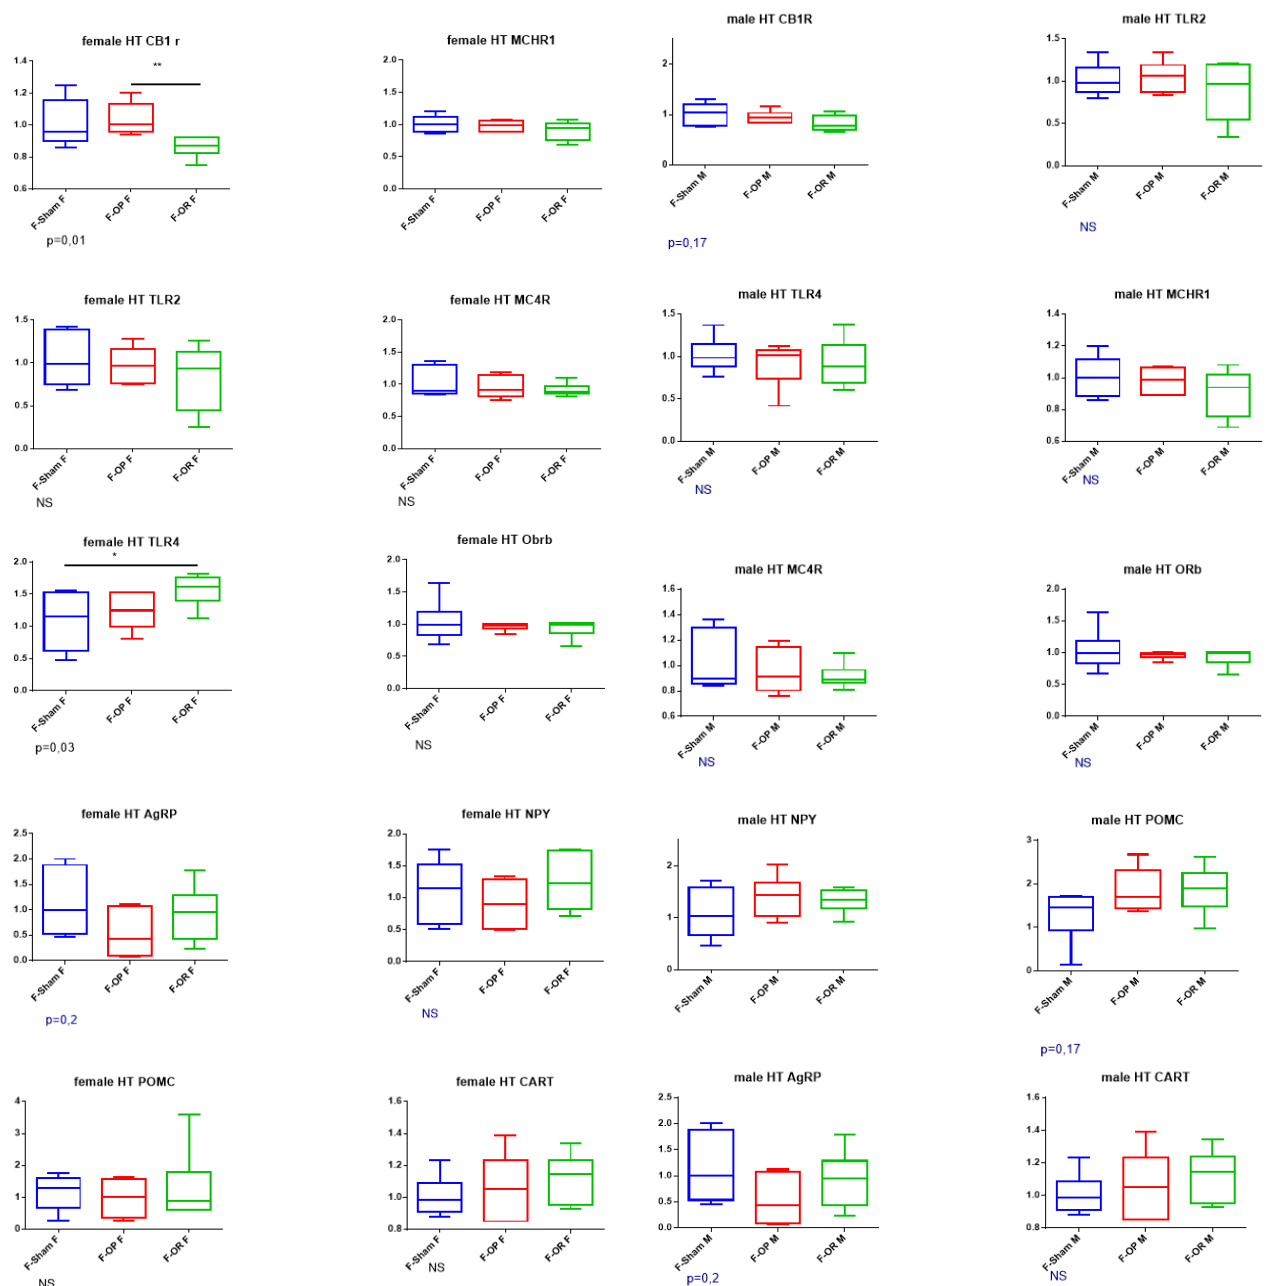 female HT CB1 r
1.4
1.2
1.0
0.8
0.6
**
F-Sham F
F-OP F
F-OR F
p=0,01
female HT MCHR1
2.0
1.5
1.0
0.5
0.0
F-Sham F
F-OP F
F-OR F
male HT CB1R
2
1
0
F-Sham M
F-OP M
F-OR M
p=0,17
male HT TLR2
1.5
1.0
0.5
0.0
F-Sham M
F-OP M
F-OR M
NS
female HT TLR2
1.5
1.0
0.5
0.0
F-Sham F
F-OP F
F-OR F
NS
female HT MC4R
2.0
1.5
1.0
0.5
0.0
F-Sham F
F-OP F
F-OR F
NS
male HT TLR4
1.5
1.0
0.5
0.0
F-Sham M
F-OP M
F-OR M
NS
male HT MCHR1
1.4
1.2
1.0
0.8
0.6
F-Sham M
F-OP M
F-OR M
NS
female HT TLR4
2.0
1.5
1.0
0.5
0.0
*
F-Sham F
F-OP F
F-OR F
p=0,03
female HT Obrb
2.0
1.5
1.0
0.5
0.0
F-Sham F
F-OP F
F-OR F
NS
male HT MC4R
1.6
1.4
1.2
1.0
0.8
0.6
F-Sham M
F-OP M
F-OR M
NS
male HT ORb
2.0
1.5
1.0
0.5
0.0
F-Sham M
F-OP M
F-OR M
NS
female HT AgRP
2.5
2.0
1.5
1.0
0.5
0.0
F-Sham F
F-OP F
F-OR F
p=0,2
female HT NPY
2.0
1.5
1.0
0.5
0.0
F-Sham F
F-OP F
F-OR F
NS
male HT NPY
2
1
0
F-Sham M
F-OP M
F-OR M
male HT POMC
3
2
1
0
F-Sham M
F-OP M
F-OR M
p=0,17
female HT POMC
4
3
2
1
0
F-Sham F
F-OP F
F-OR F
NS
female HT CART
1.6
1.4
1.2
1.0
0.8
F-Sham F
F-OP F
F-OR F
NS
male HT AgRP
2.5
2.0
1.5
1.0
0.5
0.0
F-Sham M
F-OP M
F-OR M
p=0,2
male HT CART
1.6
1.4
1.2
1.0
0.8
F-Sham M
F-OP M
F-OR M
NS